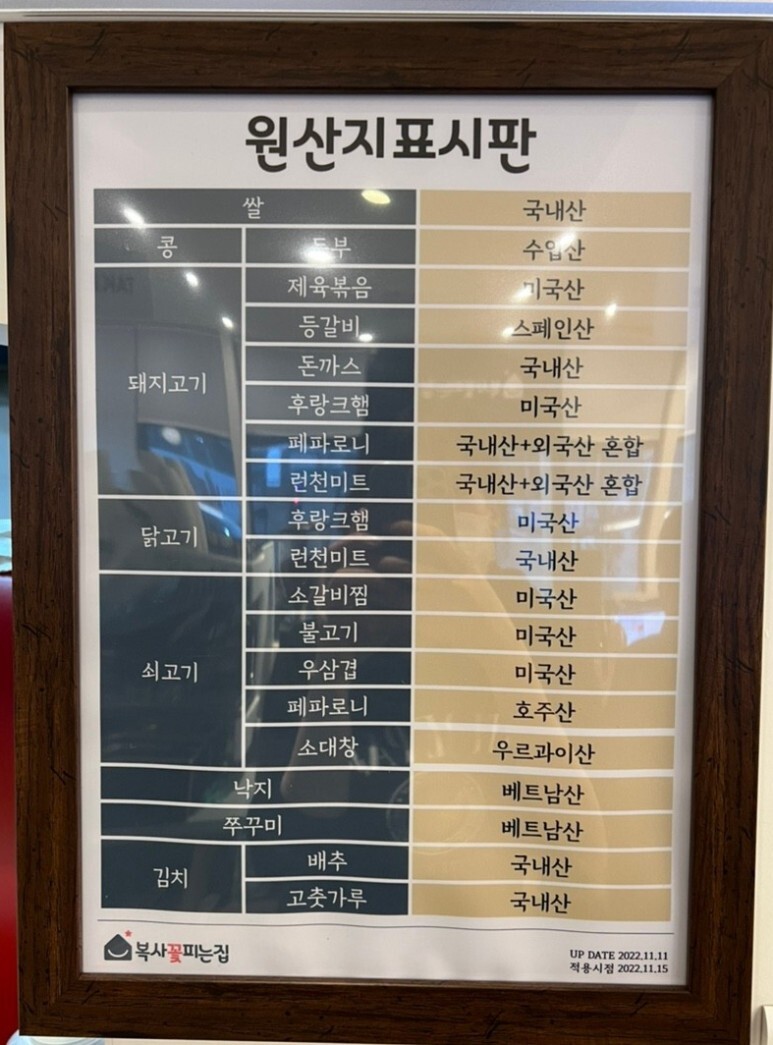 원산지표시판
쌀 국내산
콩 두부 수입산
돼지고기 제육볶음 미국산
등갈비 스페인산
돈까스 국내산
후랑크햄 미국산
페파로니 국내산+외국산 혼합
런천미트 국내산+외국산 혼합
닭고기 후랑크햄 미국산
런천미트 국내산
쇠고기 소갈비찜 미국산
불고기 미국산
우삼겹 미국산
페파로니 호주산
소대창 우르과이산
낙지 베트남산
쭈꾸미 베트남산
김치 배추 국내산
고춧가루 국내산
복사꽃피는집
UP DATE 2022.11.11
적용시점 2022.11.15